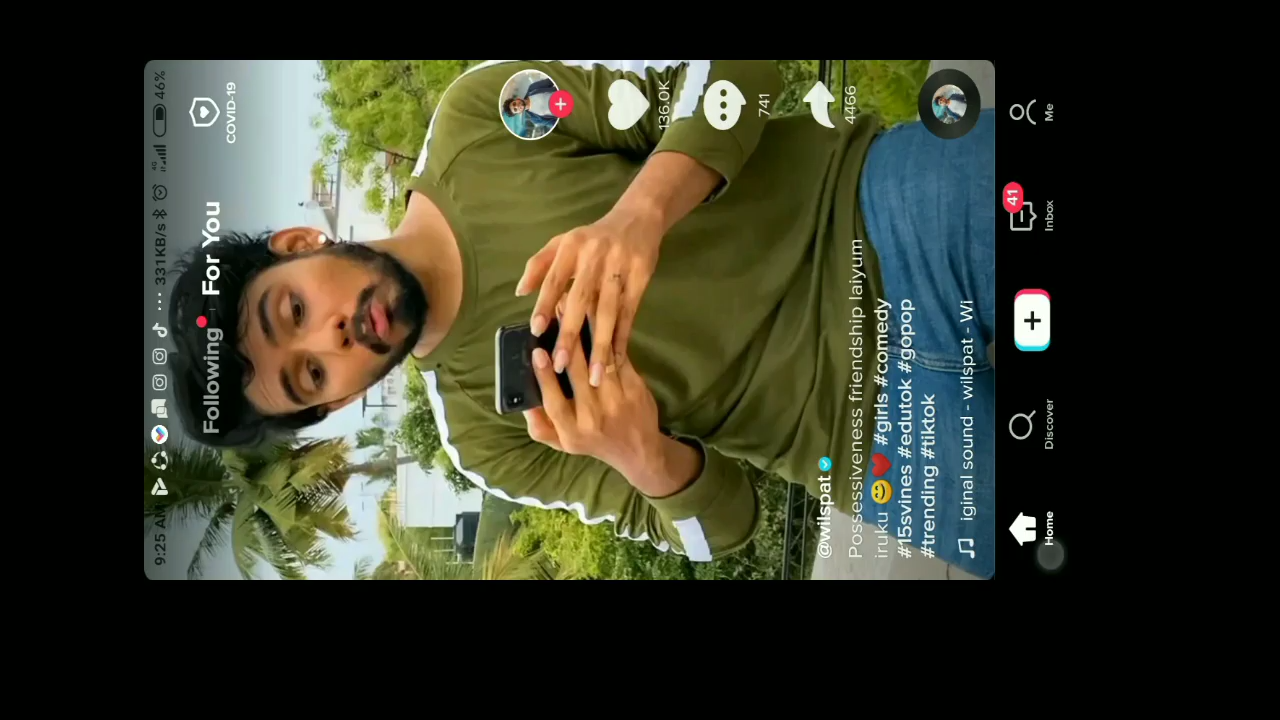 9:25 AM
331KB/s
4G
46%
Following
For You
COVID-19
136.0K
741
4466
@wilspat
Possessiveness friendship laiyum
iruku 😊❤️ #girls #comedy
#15svines #edutok #gopop
#trending #tiktok
iginal sound - wilspat - Wi
Home
Discover
41
Inbox
Me